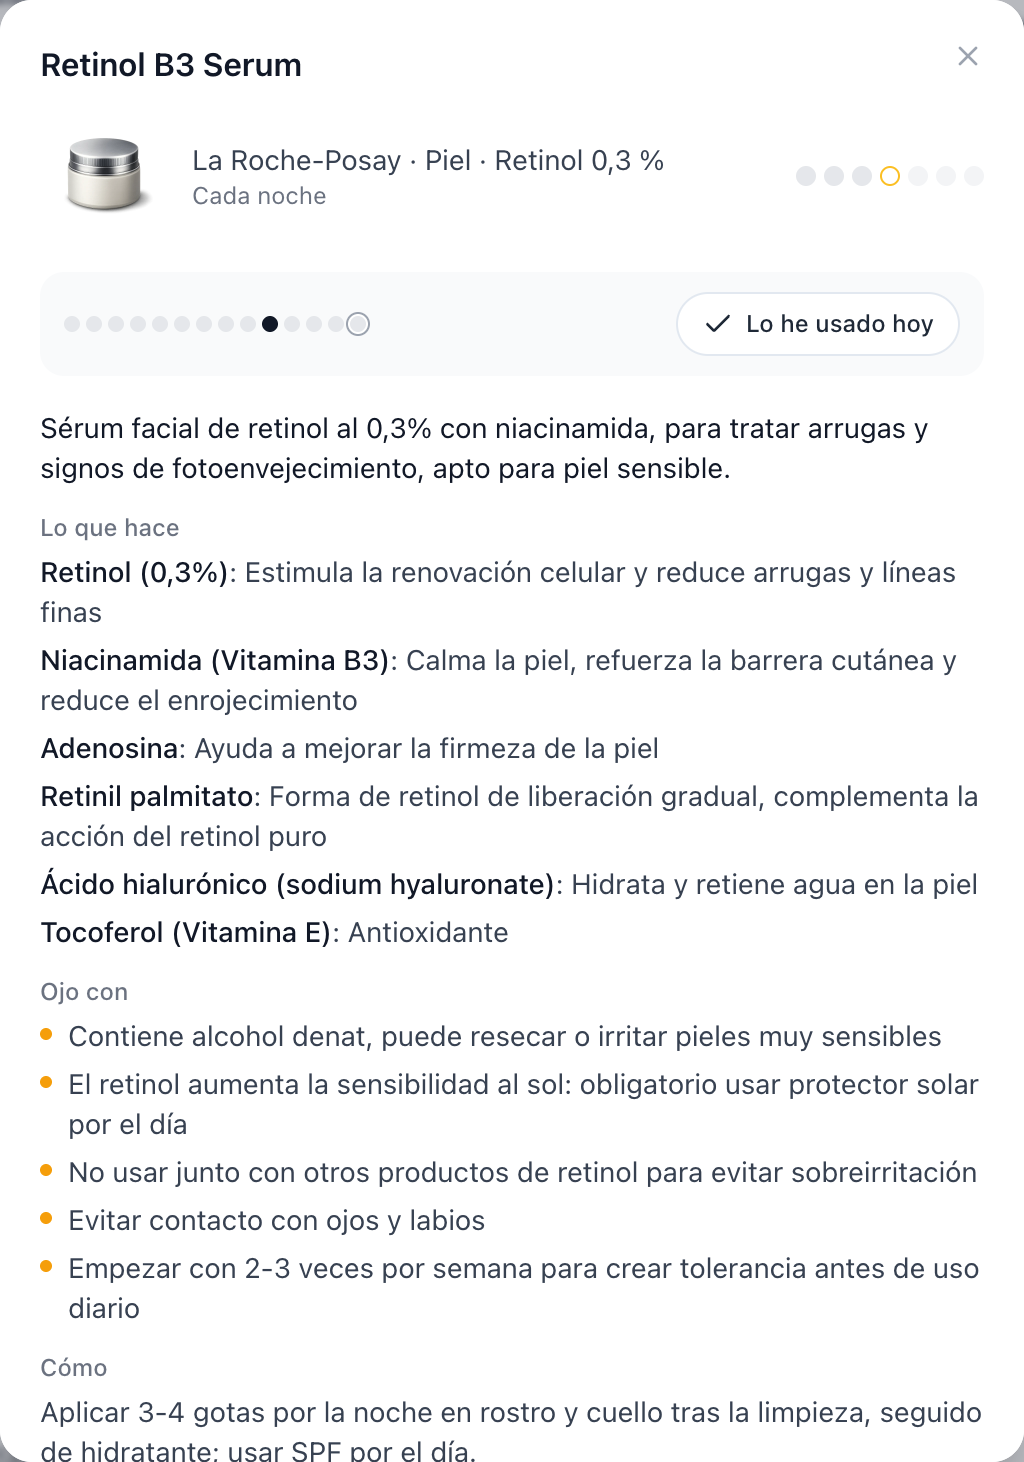 Retinol B3 Serum
La Roche-Posay · Piel · Retinol 0,3 %
Cada noche
Lo he usado hoy
Sérum facial de retinol al 0,3% con niacinamida, para tratar arrugas y
signos de fotoenvejecimiento, apto para piel sensible.
Lo que hace
Retinol (0,3%): Estimula la renovación celular y reduce arrugas y líneas
finas
Niacinamida (Vitamina B3): Calma la piel, refuerza la barrera cutánea y
reduce el enrojecimiento
Adenosina: Ayuda a mejorar la firmeza de la piel
Retinil palmitato: Forma de retinol de liberación gradual, complementa la
acción del retinol puro
Ácido hialurónico (sodium hyaluronate): Hidrata y retiene agua en la piel
Tocoferol (Vitamina E): Antioxidante
Ojo con
Contiene alcohol denat, puede resecar o irritar pieles muy sensibles
El retinol aumenta la sensibilidad al sol: obligatorio usar protector solar
por el día
No usar junto con otros productos de retinol para evitar sobreirritación
Evitar contacto con ojos y labios
Empezar con 2-3 veces por semana para crear tolerancia antes de uso
diario
Cómo
Aplicar 3-4 gotas por la noche en rostro y cuello tras la limpieza, seguido
de hidratante; usar SPF por el día.